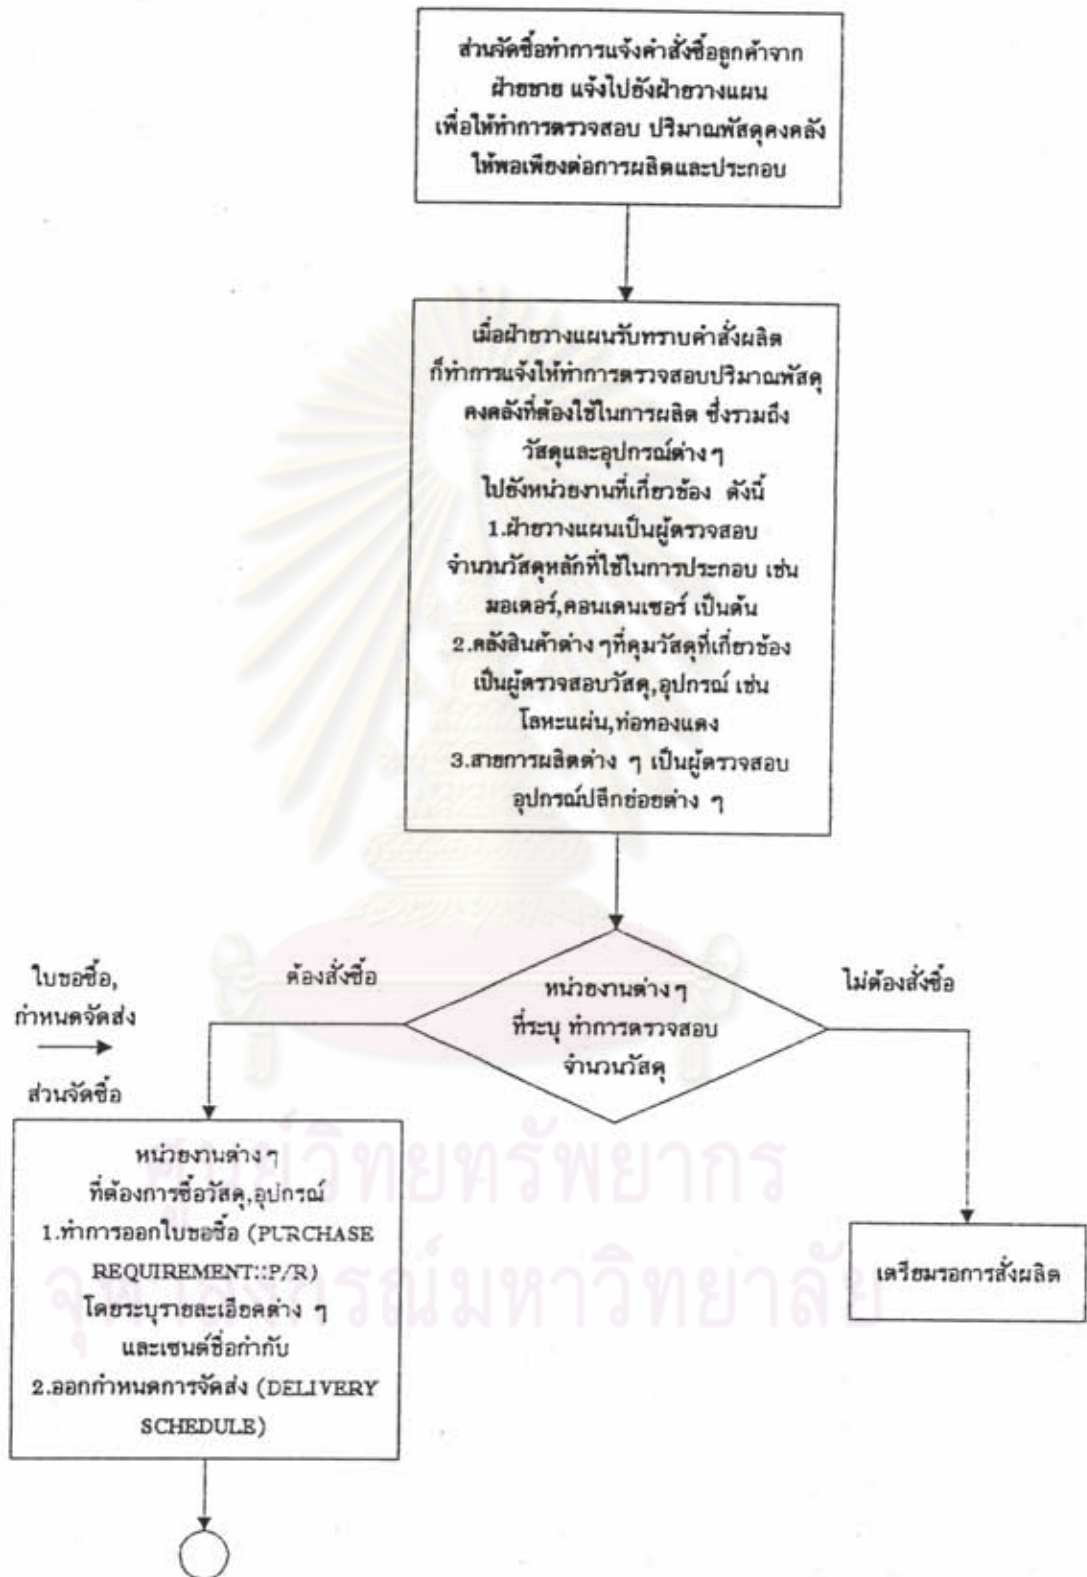 ส่วนจัดซื้อทำการแจ้งคำสั่งซื้อลูกค้าจาก
ฝ่ายขาย แจ้งไปยังฝ่ายวางแผน
เพื่อให้ทำการตรวจสอบ ปริมาณพัสดุคงคลัง
ให้พอเพียงต่อการผลิตและประกอบ
เมื่อฝ่ายวางแผนรับทราบคำสั่งผลิต
ก็ทำการแจ้งให้ทำการตรวจสอบปริมาณพัสดุ
คงคลังที่ต้องใช้ในการผลิต ซึ่งรวมถึง
วัสดุและอุปกรณ์ต่าง ๆ
ไปยังหน่วยงานที่เกี่ยวข้อง ดังนี้
1.ฝ่ายวางแผนเป็นผู้ตรวจสอบ
จำนวนวัสดุหลักที่ใช้ในการประกอบ เช่น
มอเตอร์,คอนเดนเซอร์ เป็นต้น
2.คลังสินค้าต่าง ๆที่คุมวัสดุที่เกี่ยวข้อง
เป็นผู้ตรวจสอบวัสดุ,อุปกรณ์ เช่น
โลหะแผ่น,ท่อทองแดง
3.สายการผลิตต่าง ๆ เป็นผู้ตรวจสอบ
อุปกรณ์ปลีกย่อยต่าง ๆ
ใบขอซื้อ,
กำหนดจัดส่ง
ส่วนจัดซื้อ
ต้องสั่งซื้อ
หน่วยงานต่าง ๆ
ที่ระบุ ทำการตรวจสอบ
จำนวนวัสดุ
ไม่ต้องสั่งซื้อ
หน่วยงานต่าง ๆ
ที่ต้องการซื้อวัสดุ,อุปกรณ์
1.ทำการออกใบขอซื้อ (PURCHASE
REQUIREMENT::P/R)
โดยระบุรายละเอียดต่าง ๆ
และเซนต์ชื่อกำกับ
2.ออกกำหนดการจัดส่ง (DELIVERY
SCHEDULE)
เตรียมรอการสั่งผลิต
ศูนย์วิทยทรัพยากร
จุฬาลงกรณ์มหาวิทยาลัย